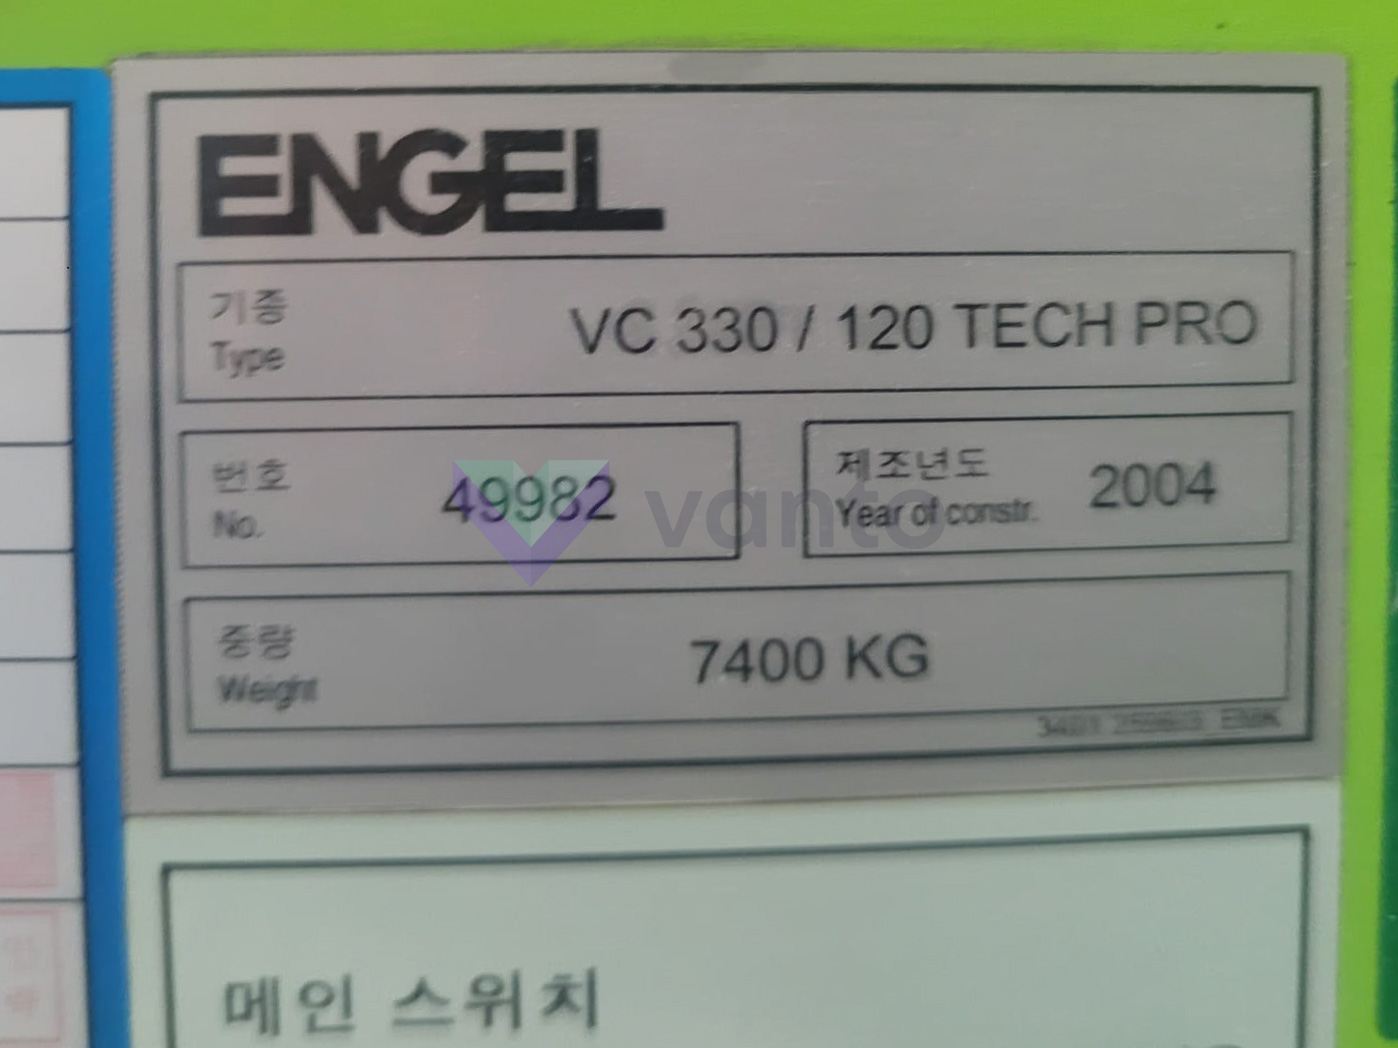 ENGEL
기종
Type
VC 330 / 120 TECH PRO
번호
No.
49982
제조년도
Year of constr.
2004
vanto
중량
Weight
7400 KG
메인 스위치